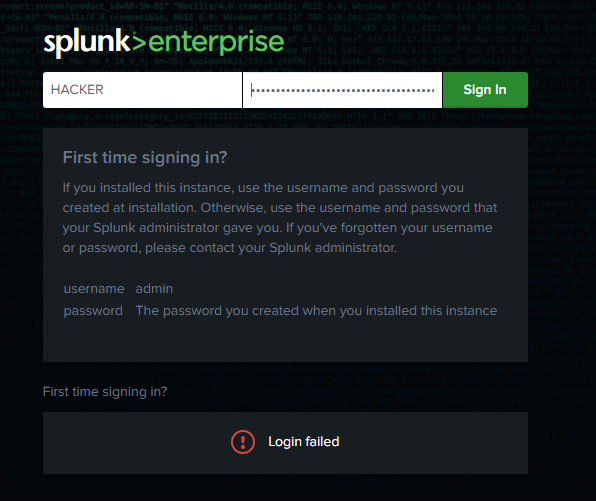 splunk>enterprise
HACKER
Sign In
First time signing in?
If you installed this instance, use the username and password you
created at installation. Otherwise, use the username and password that
your Splunk administrator gave you. If you've forgotten your username
or password, please contact your Splunk administrator.
username admin
password The password you created when you installed this instance
First time signing in?
Login failed